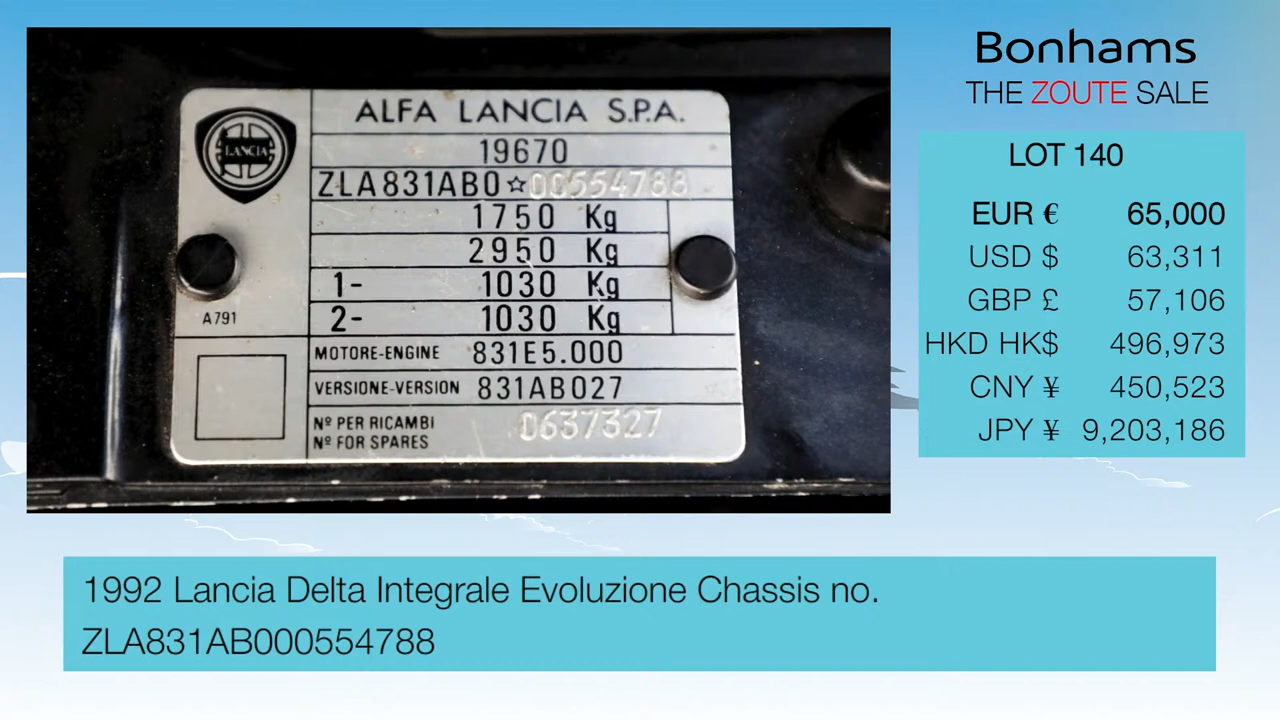 Bonhams
THE ZOUTE SALE
LOT 140
EUR € 65,000
USD $ 63,311
GBP £ 57,106
HKD HK$ 496,973
CNY ¥ 450,523
JPY ¥ 9,203,186
LANCIA
ALFA LANCIA S.P.A.
19670
ZLA831AB0☆00554788
1750 Kg
2950 Kg
1- 1030 Kg
2- 1030 Kg
A791
MOTORE-ENGINE 831E5.000
VERSIONE-VERSION 831AB027
Nº PER RICAMBI
Nº FOR SPARES
0637327
1992 Lancia Delta Integrale Evoluzione Chassis no.
ZLA831AB000554788